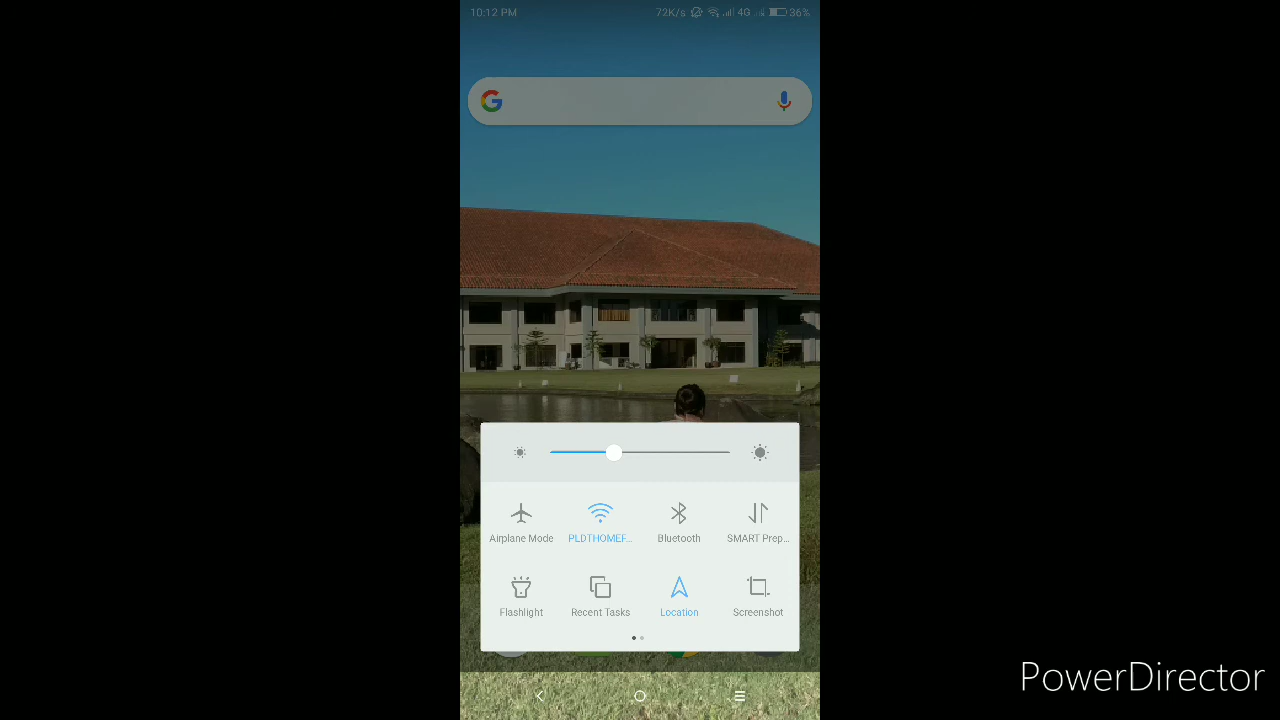 10:12 PM 72K/s 4G 36%
G
Airplane Mode PLDTHOMEF... Bluetooth SMART Prep...
Flashlight Recent Tasks Location Screenshot
PowerDirector